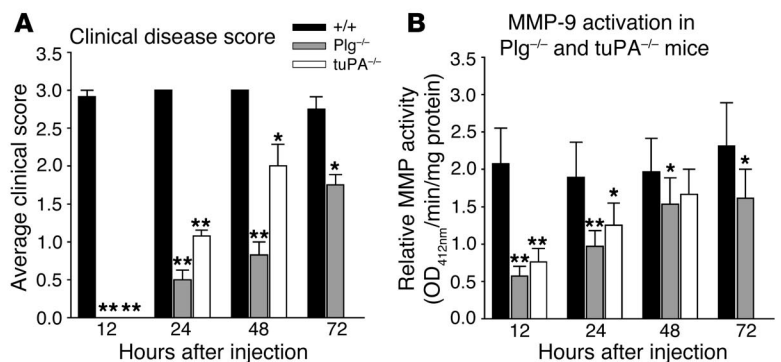 A
Clinical disease score
+/+
Plg⁻/⁻
tuPA⁻/⁻
Average clinical score
3.0
2.5
2.0
1.5
1.0
0.5
0.0
** **
** **
** *
*
12 24 48 72
Hours after injection
B
MMP-9 activation in
Plg⁻/⁻ and tuPA⁻/⁻ mice
Relative MMP activity
(OD₄₁₂ₙₘ/min/mg protein)
3.5
3.0
2.5
2.0
1.5
1.0
0.5
0.0
** **
** *
*
*
12 24 48 72
Hours after injection